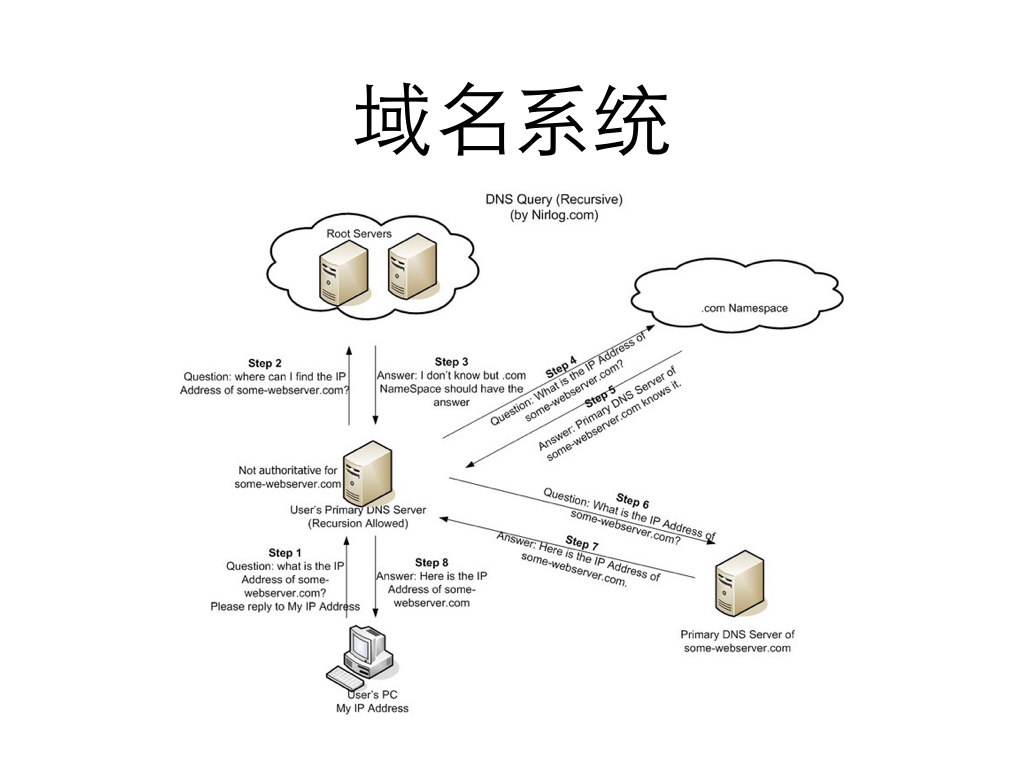 域名系统
DNS Query (Recursive)
(by Nirlog.com)
Root Servers
.com Namespace
Step 2
Question: where can I find the IP
Address of some-webserver.com?
Step 3
Answer: I don't know but .com
NameSpace should have the
answer
Step 4
Question: What is the IP Address of
some-webserver.com?
Step 5
Answer: Primary DNS Server of
some-webserver.com knows it.
Not authoritative for
some-webserver.com
User's Primary DNS Server
(Recursion Allowed)
Step 6
Question: What is the IP Address of
some-webserver.com?
Step 7
Answer: Here is the IP Address of
some-webserver.com.
Step 1
Question: what is the IP
Address of some-
webserver.com?
Please reply to My IP Address
Step 8
Answer: Here is the IP
Address of some-
webserver.com
Primary DNS Server of
some-webserver.com
User's PC
My IP Address